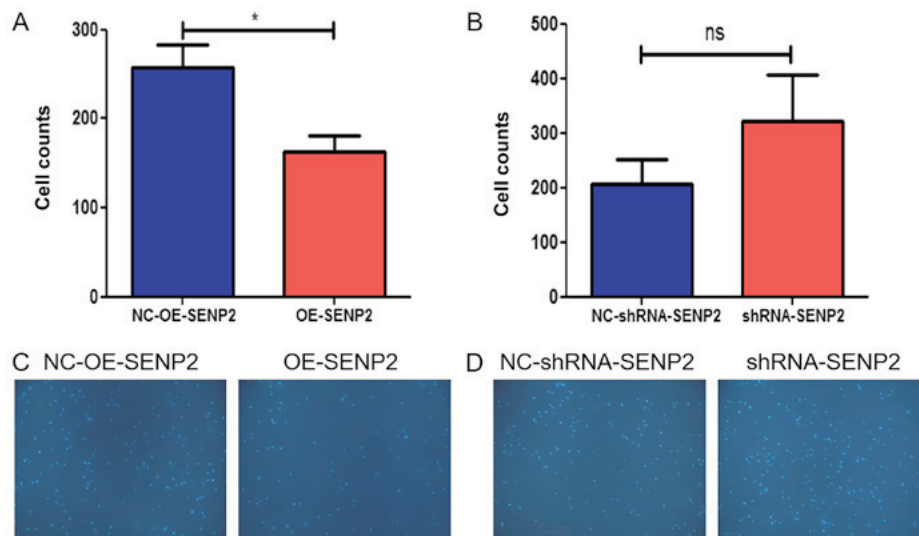 A
Cell counts
300
200
100
0
*
NC-OE-SENP2
OE-SENP2
B
Cell counts
500
400
300
200
100
0
ns
NC-shRNA-SENP2
shRNA-SENP2
C
NC-OE-SENP2
OE-SENP2
D
NC-shRNA-SENP2
shRNA-SENP2